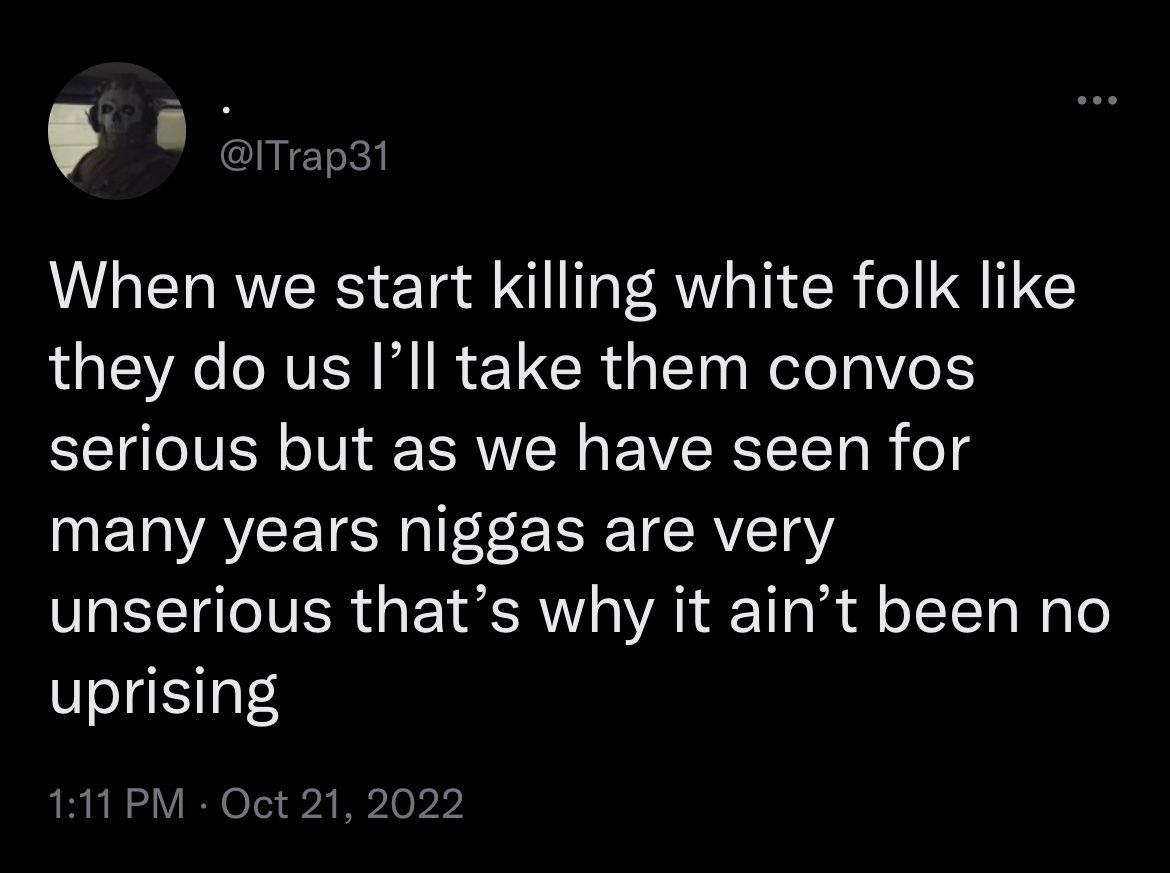 .
@ITrap31
When we start killing white folk like
they do us I’ll take them convos
serious but as we have seen for
many years niggas are very
unserious that’s why it ain’t been no
uprising
1:11 PM · Oct 21, 2022